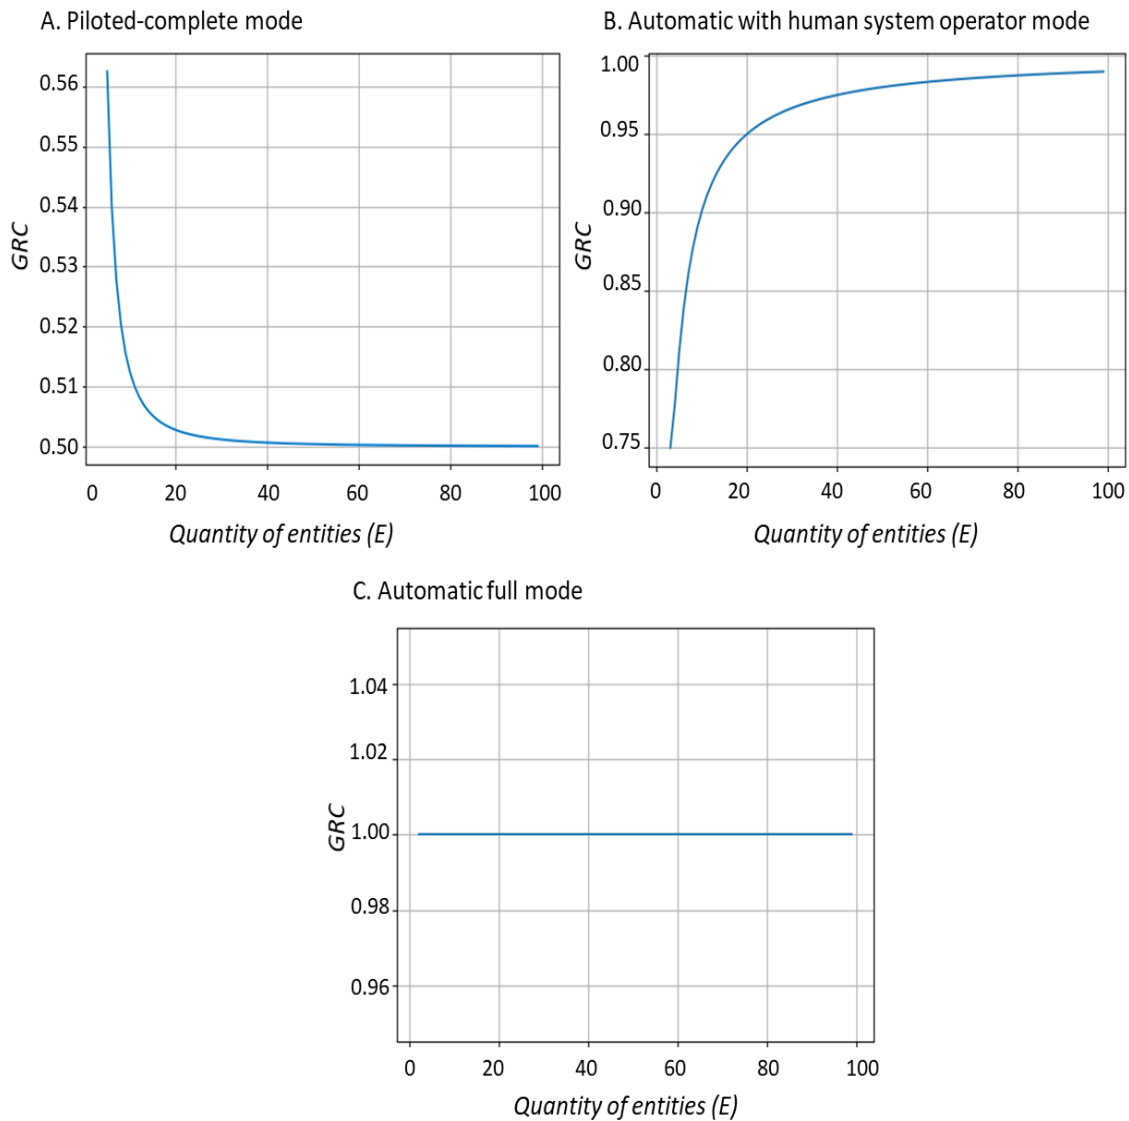 A. Piloted-complete mode
0.56
0.55
0.54
0.53
0.52
0.51
0.50
GRC
0 20 40 60 80 100
Quantity of entities (E)
B. Automatic with human system operator mode
1.00
0.95
0.90
0.85
0.80
0.75
GRC
0 20 40 60 80 100
Quantity of entities (E)
C. Automatic full mode
1.04
1.02
1.00
0.98
0.96
GRC
0 20 40 60 80 100
Quantity of entities (E)